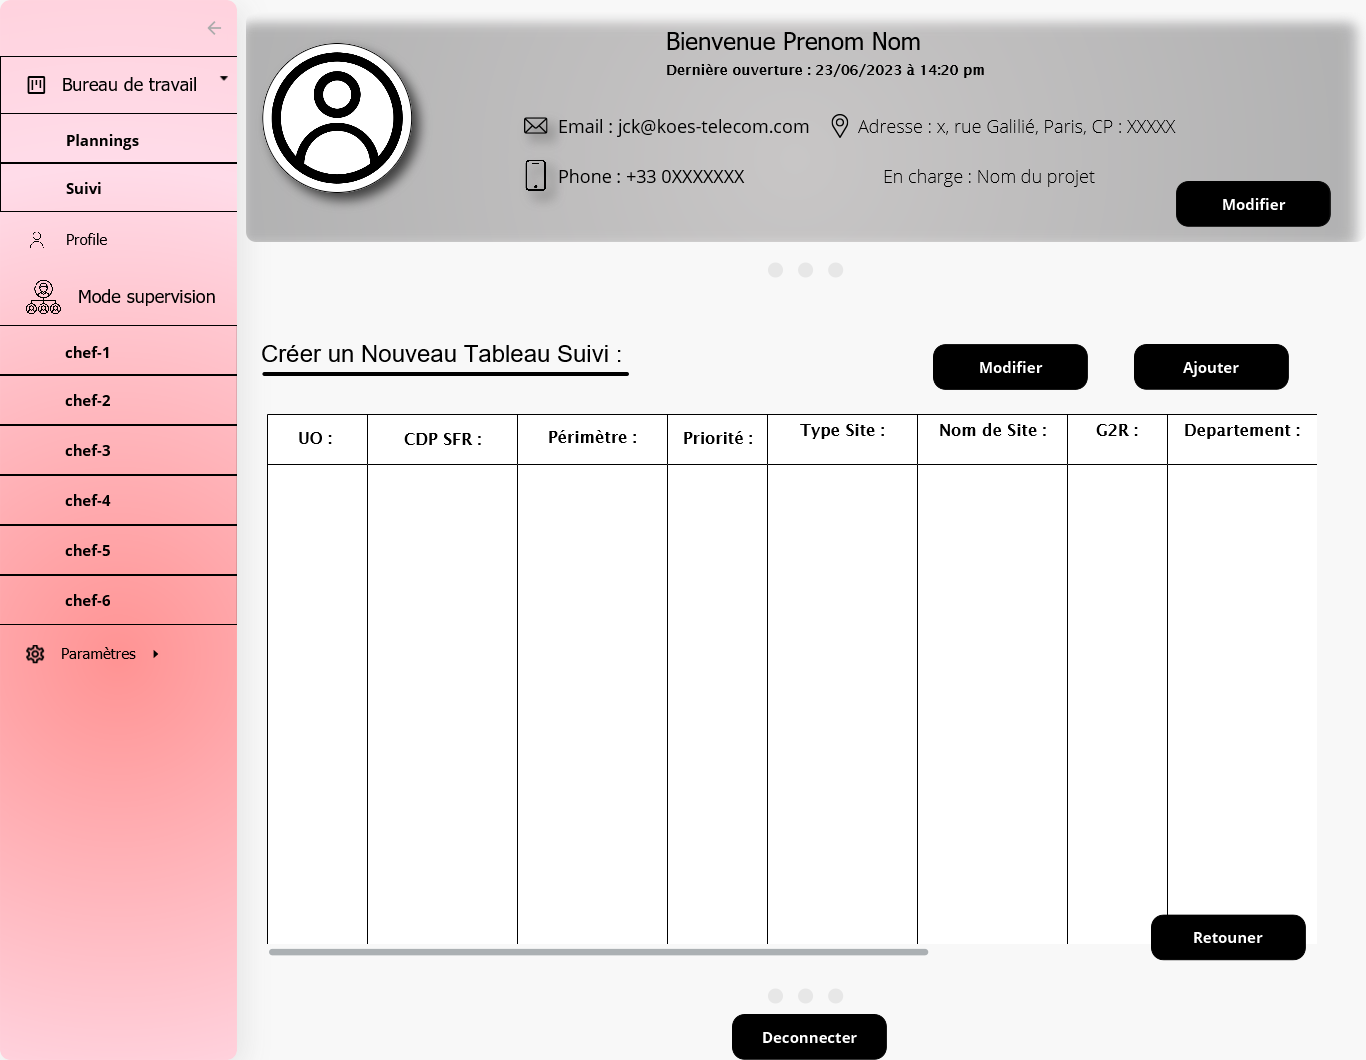 Bureau de travail
Plannings
Suivi
Profile
Mode supervision
chef-1
chef-2
chef-3
chef-4
chef-5
chef-6
Paramètres
Bienvenue Prenom Nom
Dernière ouverture : 23/06/2023 à 14:20 pm
Email : jck@koes-telecom.com
Adresse : x, rue Galilié, Paris, CP : XXXXX
Phone : +33 0XXXXXXX
En charge : Nom du projet
Modifier
Créer un Nouveau Tableau Suivi :
Modifier
Ajouter
UO :
CDP SFR :
Périmètre :
Priorité :
Type Site :
Nom de Site :
G2R :
Departement :
Retouner
Deconnecter